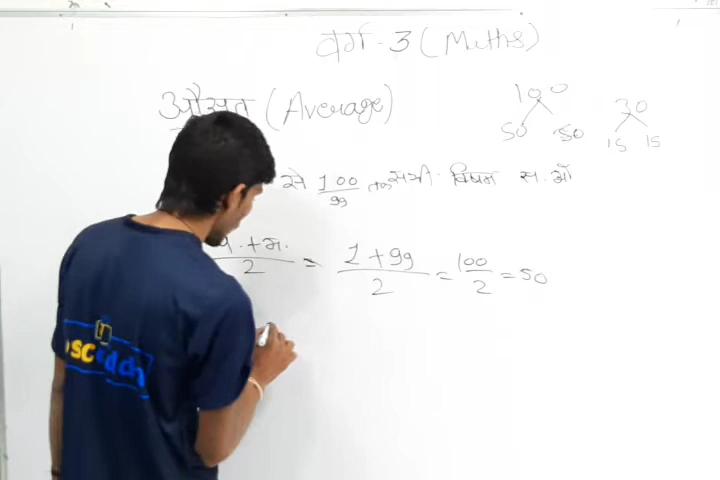 वर्ग - 3 ( Maths )
औसत ( Average )
100
50 50
30
15 15
से 100/99 तक सभी विषम स. ओं
+ अ. / 2 = 1 + 99 / 2 = 100 / 2 = 50